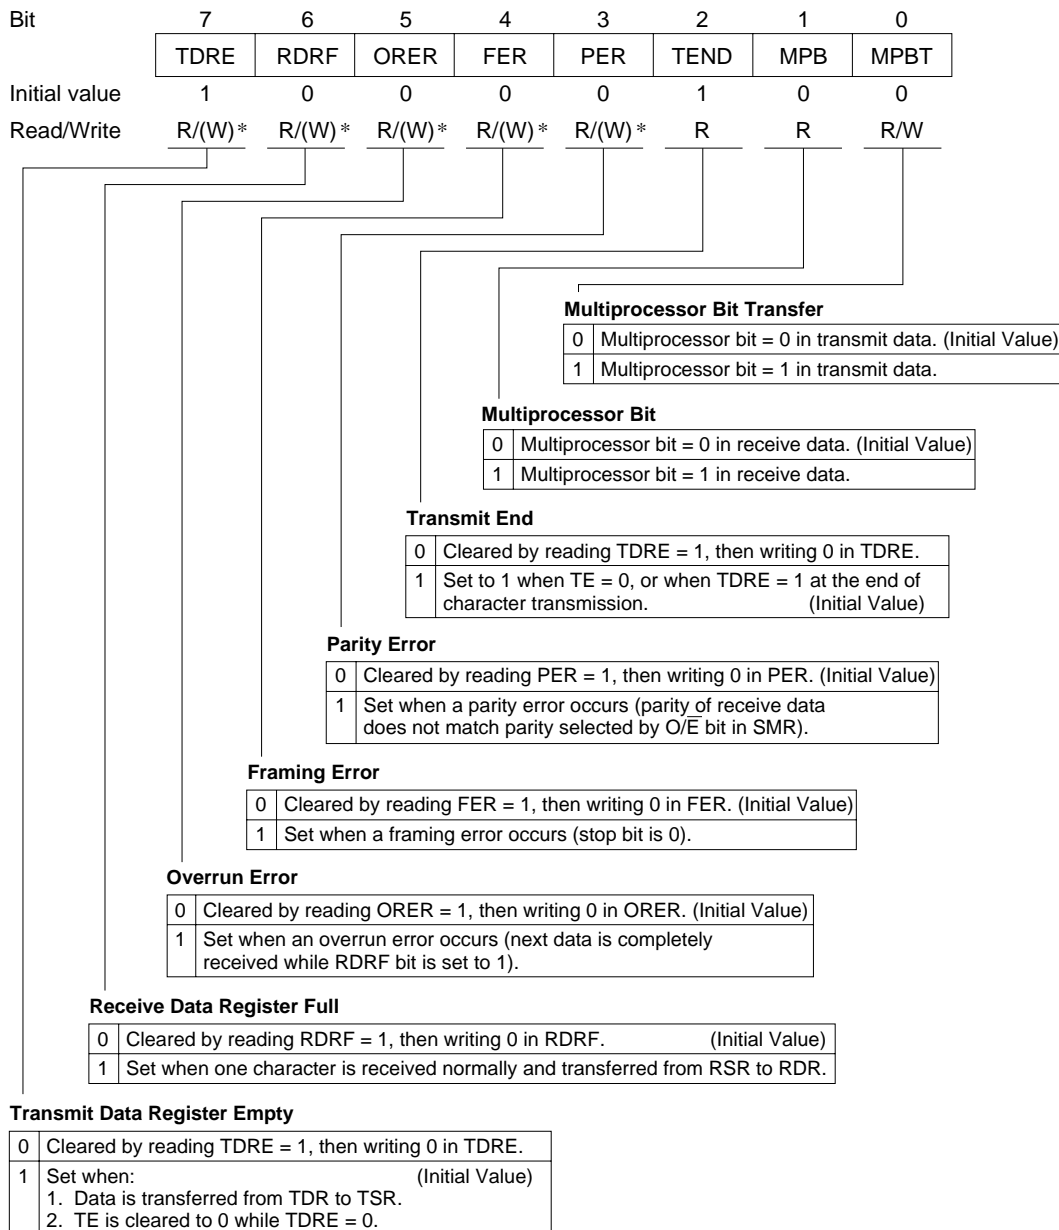 Bit 7 6 5 4 3 2 1 0
TDRE RDRF ORER FER PER TEND MPB MPBT
Initial value 1 0 0 0 0 1 0 0
Read/Write R/(W)* R/(W)* R/(W)* R/(W)* R/(W)* R R R/W
Multiprocessor Bit Transfer
0 Multiprocessor bit = 0 in transmit data. (Initial Value)
1 Multiprocessor bit = 1 in transmit data.
Multiprocessor Bit
0 Multiprocessor bit = 0 in receive data. (Initial Value)
1 Multiprocessor bit = 1 in receive data.
Transmit End
0 Cleared by reading TDRE = 1, then writing 0 in TDRE.
1 Set to 1 when TE = 0, or when TDRE = 1 at the end of
character transmission. (Initial Value)
Parity Error
0 Cleared by reading PER = 1, then writing 0 in PER. (Initial Value)
1 Set when a parity error occurs (parity of receive data
does not match parity selected by O/E̅ bit in SMR).
Framing Error
0 Cleared by reading FER = 1, then writing 0 in FER. (Initial Value)
1 Set when a framing error occurs (stop bit is 0).
Overrun Error
0 Cleared by reading ORER = 1, then writing 0 in ORER. (Initial Value)
1 Set when an overrun error occurs (next data is completely
received while RDRF bit is set to 1).
Receive Data Register Full
0 Cleared by reading RDRF = 1, then writing 0 in RDRF. (Initial Value)
1 Set when one character is received normally and transferred from RSR to RDR.
Transmit Data Register Empty
0 Cleared by reading TDRE = 1, then writing 0 in TDRE.
1 Set when: (Initial Value)
1. Data is transferred from TDR to TSR.
2. TE is cleared to 0 while TDRE = 0.